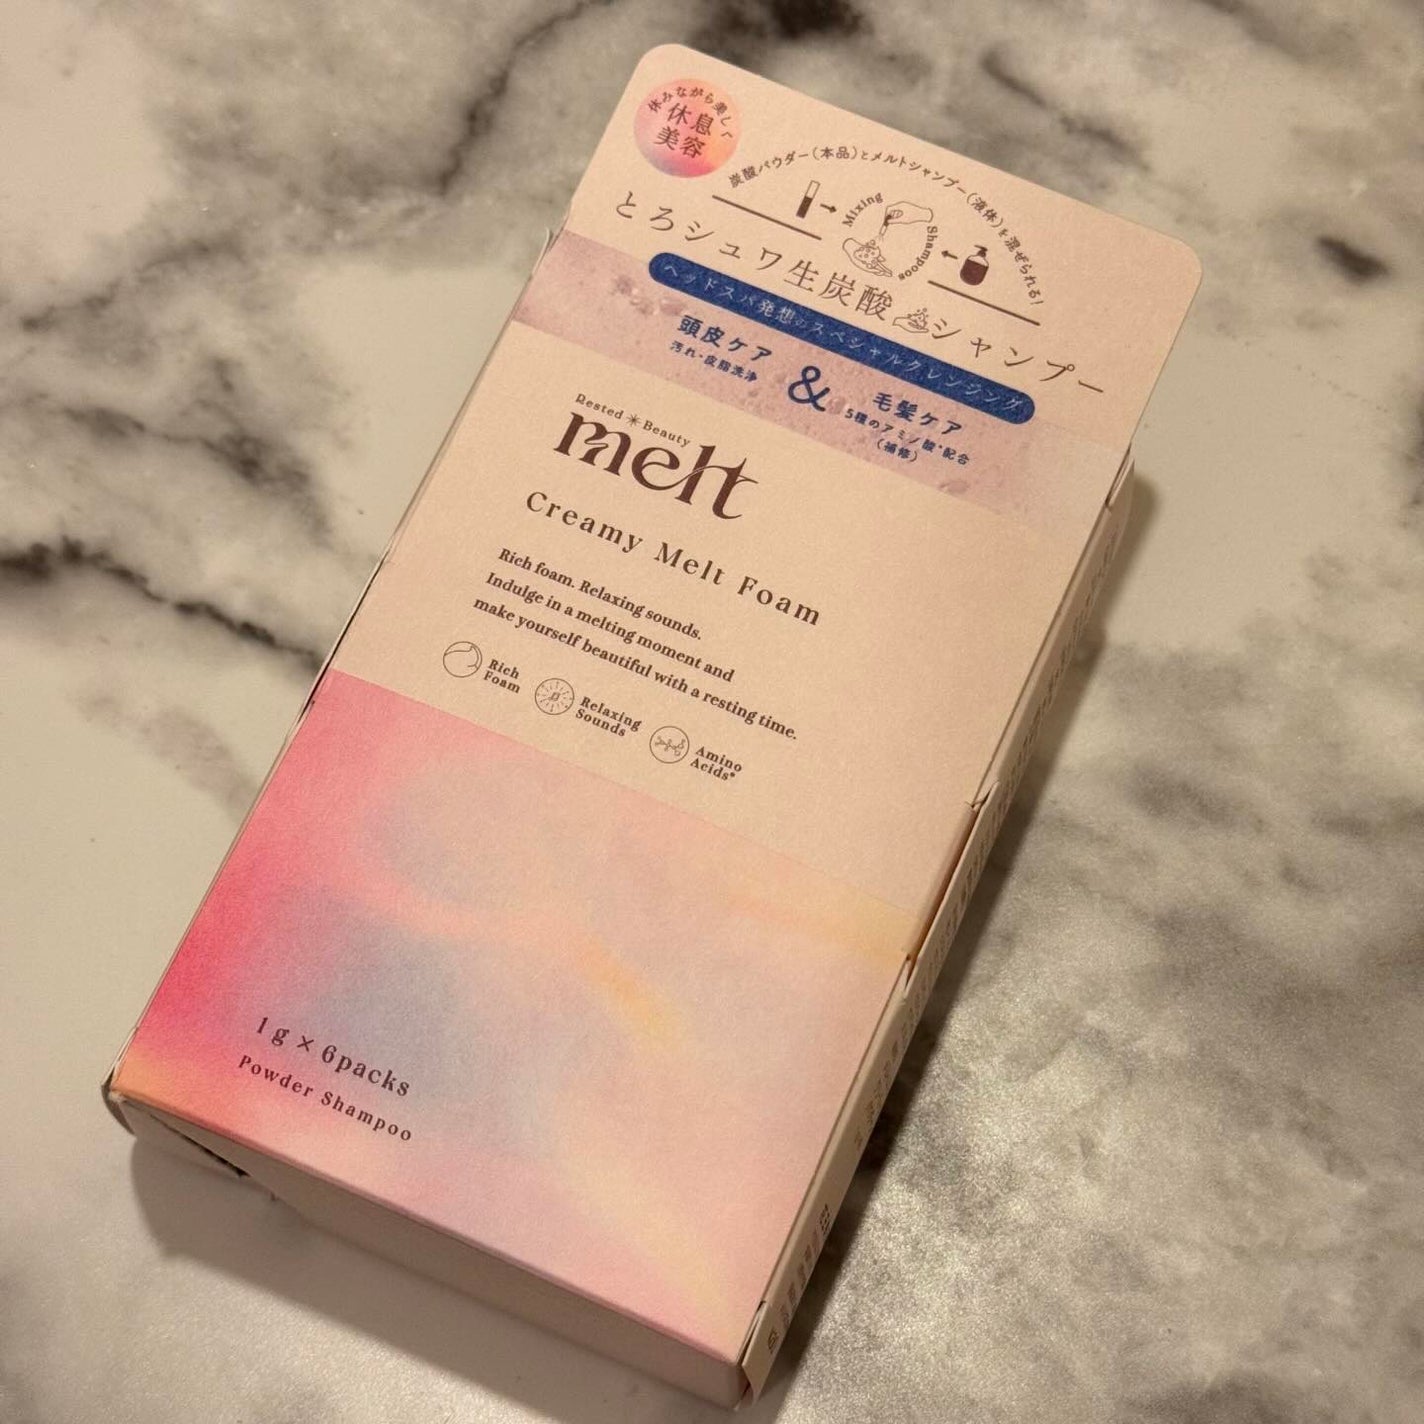 休みながら美しく
休息
美容
炭酸パウダー(本品)とメルトシャンプー(液体)を混ぜられる!
Mixing
Shampoos
とろシュワ生炭酸シャンプー
ヘッドスパ発想のスペシャルクレンジング
頭皮ケア
汚れ・皮脂洗浄
&
毛髪ケア
5種のアミノ酸*配合
(補修)
Rested Beauty
melt
Creamy Melt Foam
Rich foam. Relaxing sounds.
Indulge in a melting moment and
make yourself beautiful with a resting time.
Rich
Foam
Relaxing
Sounds
Amino
Acids*
1g×6packs
Powder Shampoo